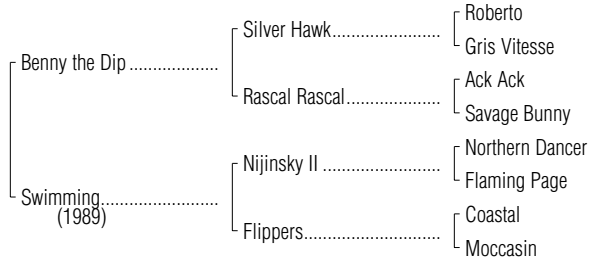 Roberto
Silver Hawk....................
Gris Vitesse
Benny the Dip ................
Ack Ack
Rascal Rascal.................
Savage Bunny
Northern Dancer
Nijinsky II .....................
Flaming Page
Swimming.....................
(1989)
Coastal
Flippers.........................
Moccasin